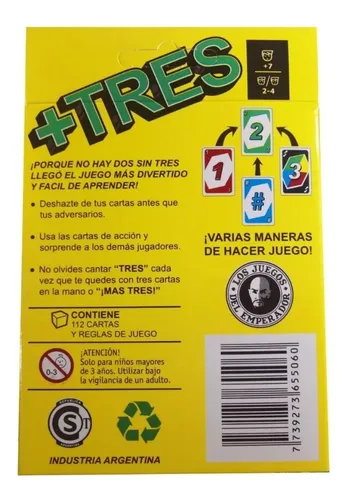 +TRES
+7
2-4
¡PORQUE NO HAY DOS SIN TRES
LLEGÓ EL JUEGO MÁS DIVERTIDO
Y FACIL DE APRENDER!
• Deshazte de tus cartas antes que
tus adversarios.
• Usa las cartas de acción y
sorprende a los demás jugadores.
• No olvides cantar "TRES" cada
vez que te quedes con tres cartas
en la mano o "¡MAS TRES!"
1
2
3
#
¡VARIAS MANERAS
DE HACER JUEGO!
LOS JUEGOS
DEL EMPERADOR
CONTIENE
112 CARTAS
Y REGLAS DE JUEGO
0-3
¡ATENCIÓN!
Solo para niños mayores
de 3 años. Utilizar bajo
la vigilancia de un adulto.
REPUBLICA
S T
ARGENTINA
INDUSTRIA ARGENTINA
7 739273 655060